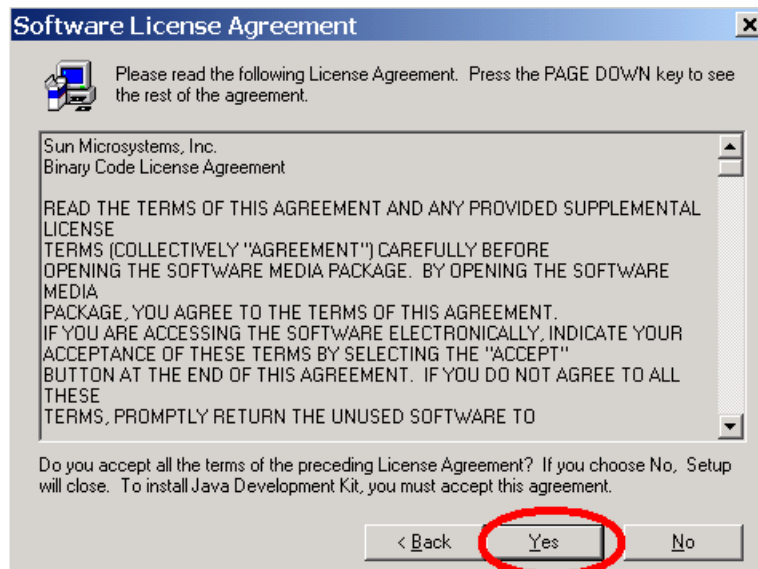 Software License Agreement
Please read the following License Agreement. Press the PAGE DOWN key to see
the rest of the agreement.
Sun Microsystems, Inc.
Binary Code License Agreement
READ THE TERMS OF THIS AGREEMENT AND ANY PROVIDED SUPPLEMENTAL
LICENSE
TERMS (COLLECTIVELY "AGREEMENT") CAREFULLY BEFORE
OPENING THE SOFTWARE MEDIA PACKAGE. BY OPENING THE SOFTWARE
MEDIA
PACKAGE, YOU AGREE TO THE TERMS OF THIS AGREEMENT.
IF YOU ARE ACCESSING THE SOFTWARE ELECTRONICALLY, INDICATE YOUR
ACCEPTANCE OF THESE TERMS BY SELECTING THE "ACCEPT"
BUTTON AT THE END OF THIS AGREEMENT. IF YOU DO NOT AGREE TO ALL
THESE
TERMS, PROMPTLY RETURN THE UNUSED SOFTWARE TO
Do you accept all the terms of the preceding License Agreement? If you choose No, Setup
will close. To install Java Development Kit, you must accept this agreement.
< Back Yes No